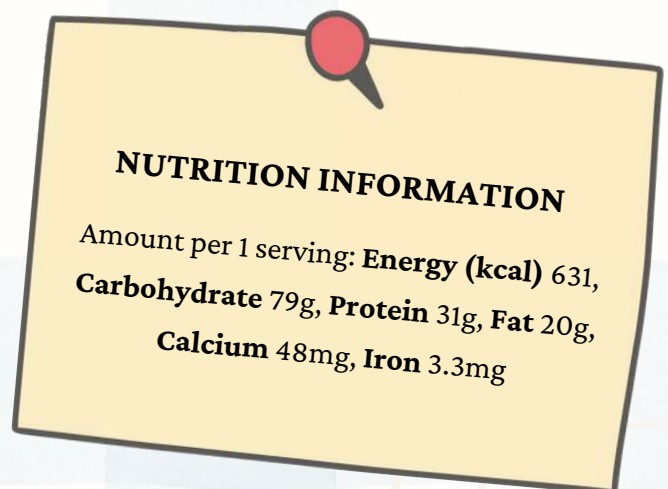 NUTRITION INFORMATION
Amount per 1 serving: Energy (kcal) 631,
Carbohydrate 79g, Protein 31g, Fat 20g,
Calcium 48mg, Iron 3.3mg